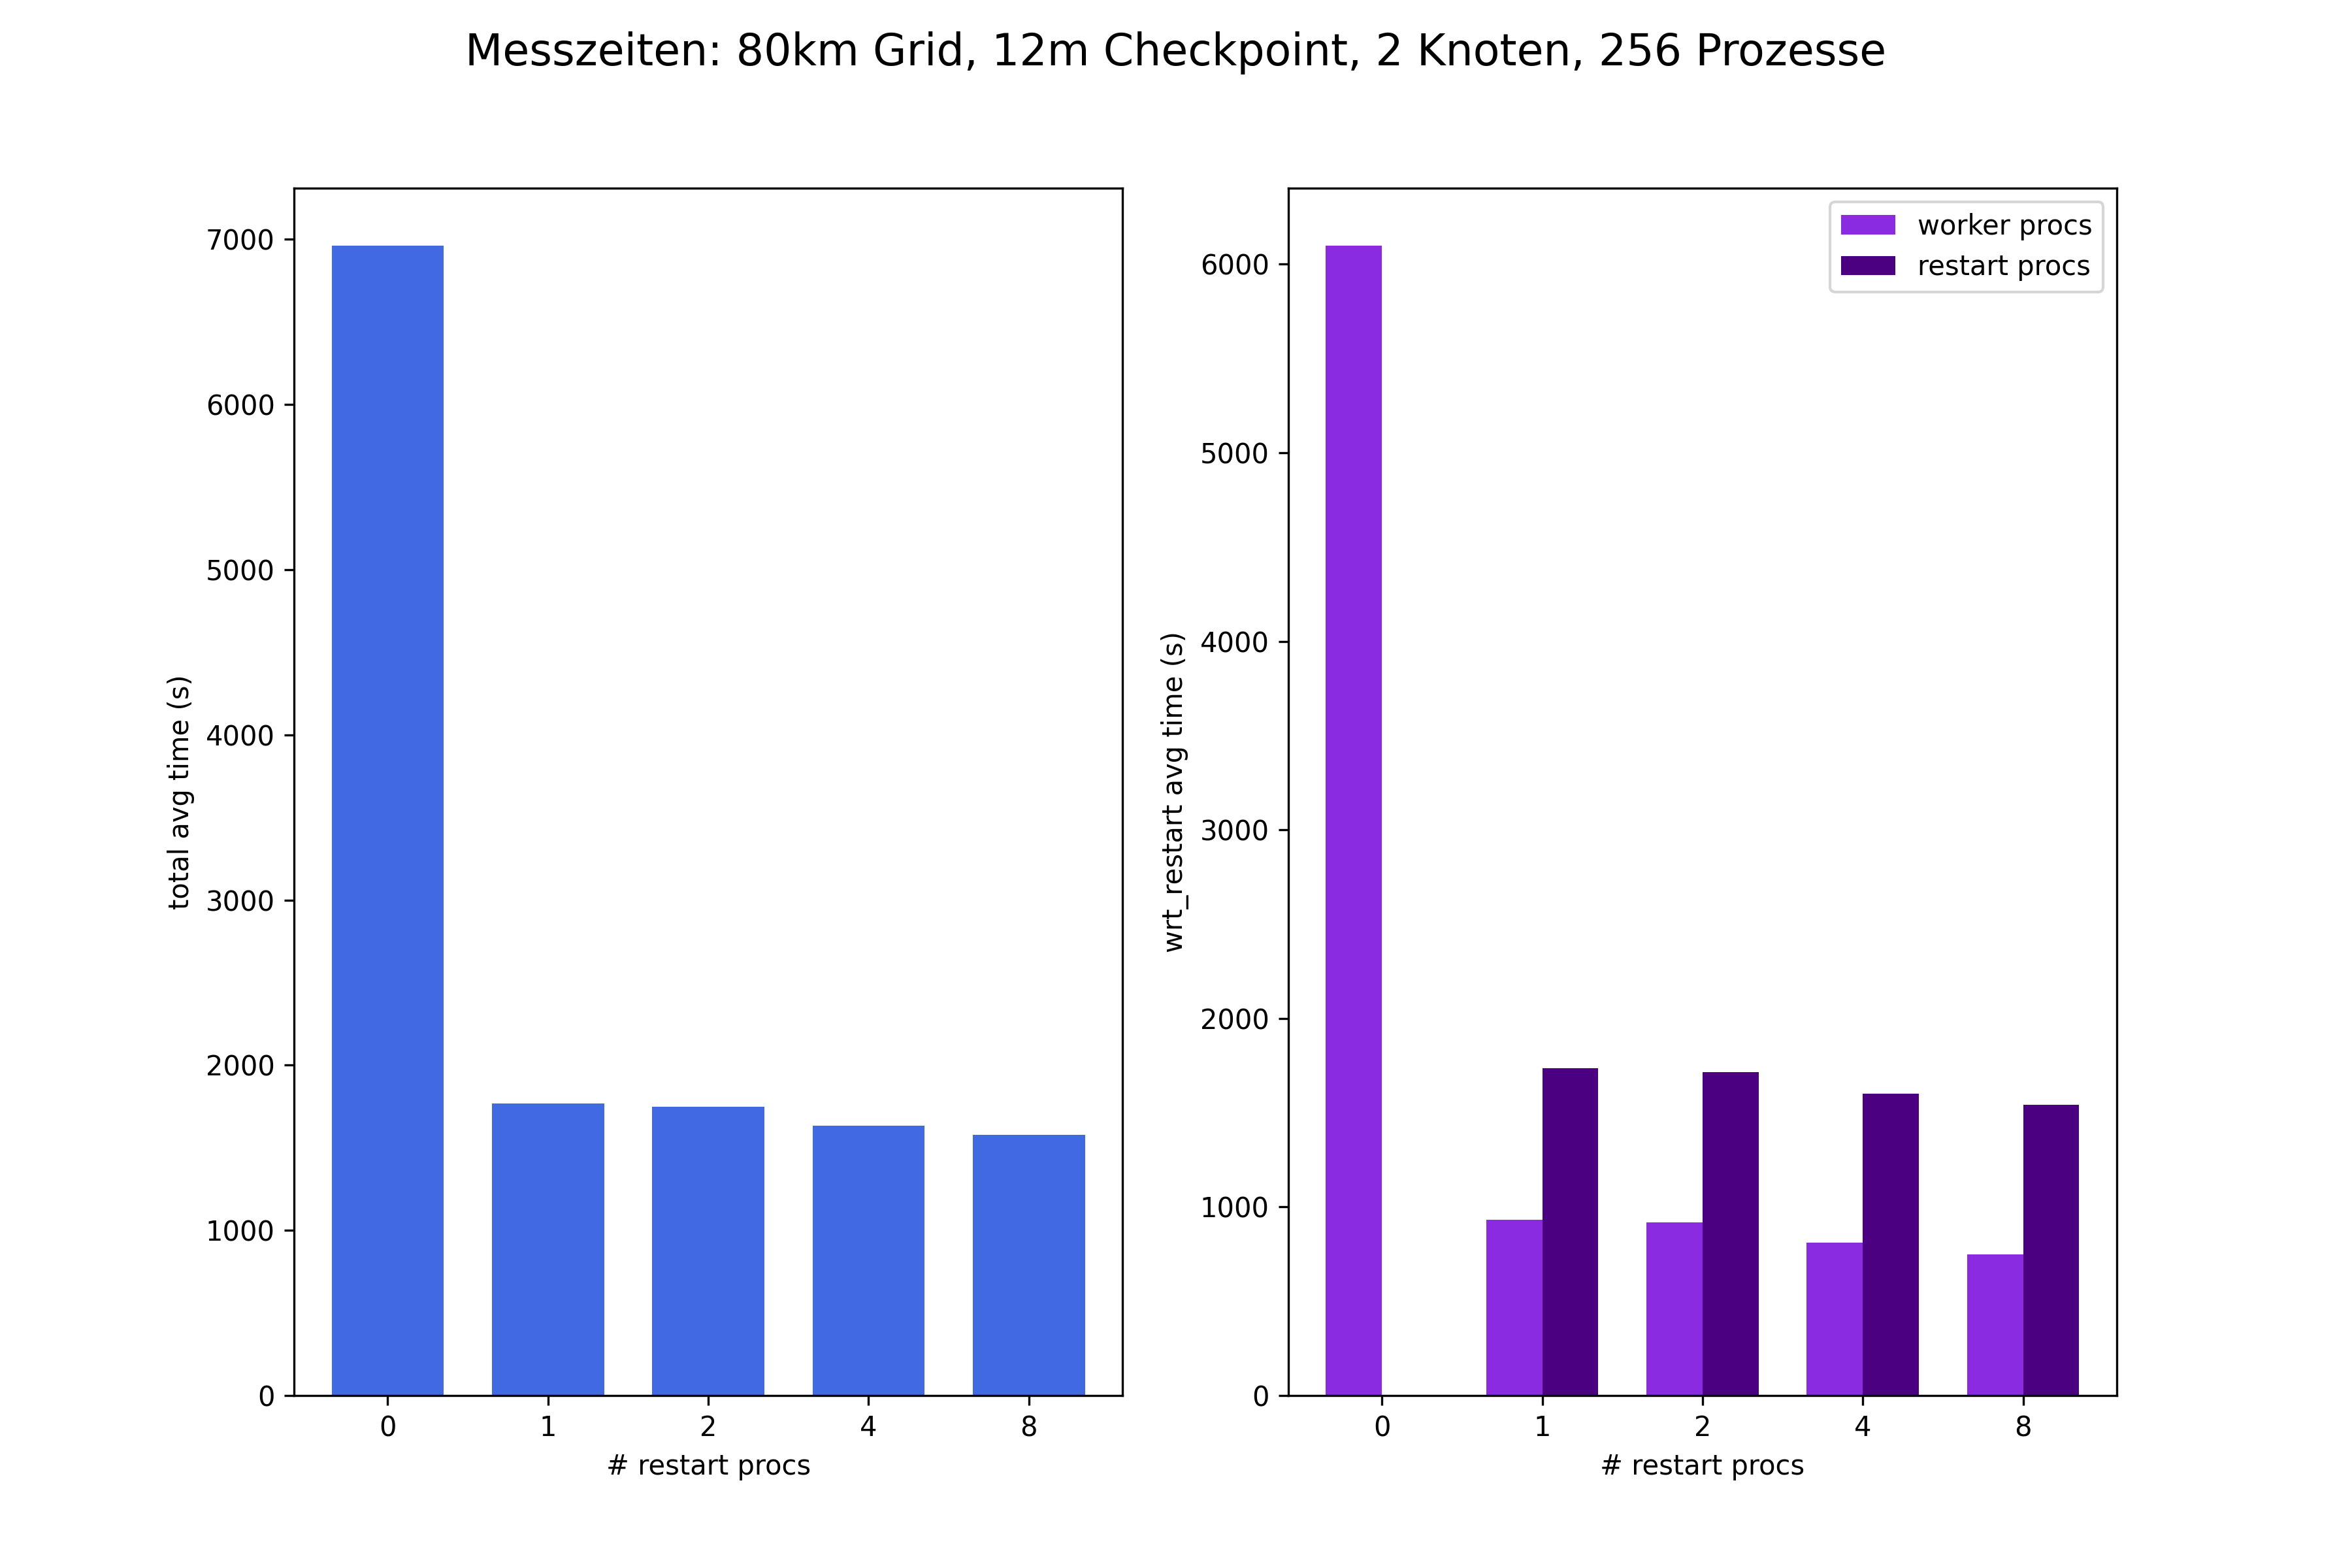 Messzeiten: 80km Grid, 12m Checkpoint, 2 Knoten, 256 Prozesse
total avg time (s)
7000
6000
5000
4000
3000
2000
1000
0
0 1 2 4 8
# restart procs
wrt_restart avg time (s)
6000
5000
4000
3000
2000
1000
0
0 1 2 4 8
# restart procs
worker procs
restart procs